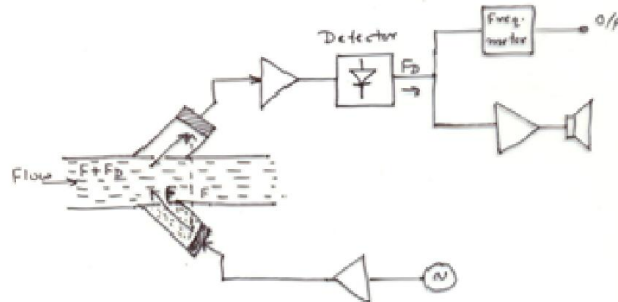 Detector
Freq.
meter
O/P
F_D
Flow
F+F_D
F
F
N